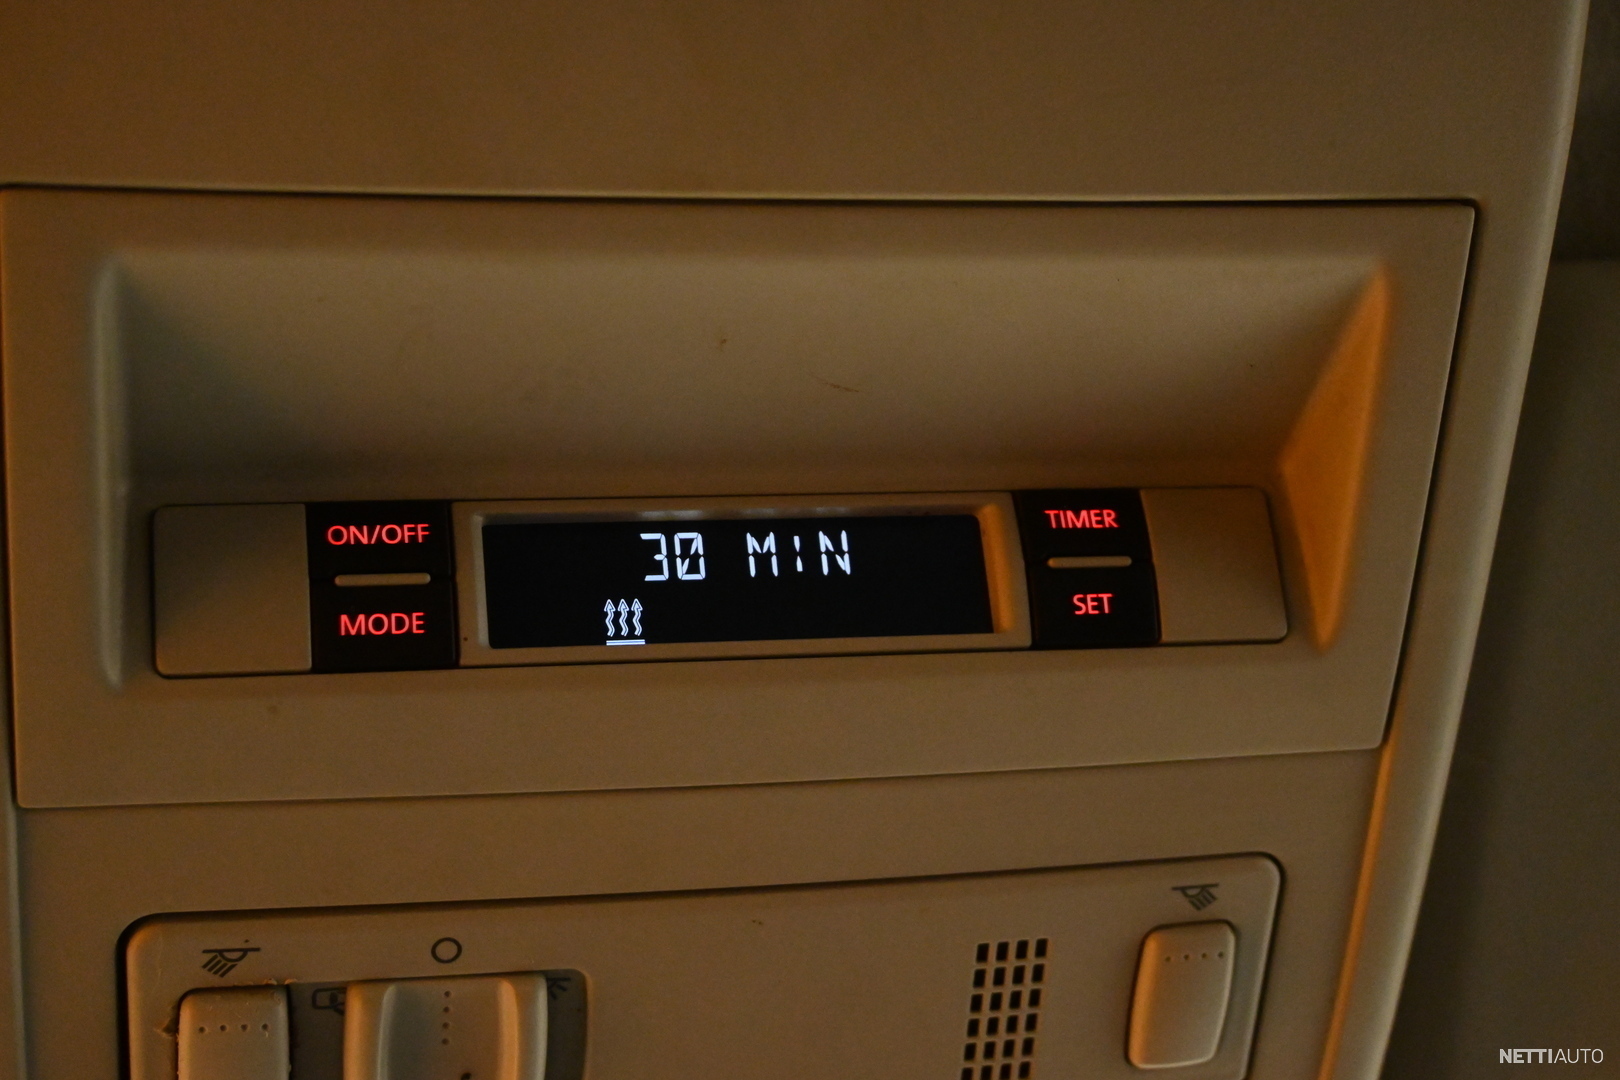 ON/OFF
MODE
30 MIN
TIMER
SET
NETTIAUTO